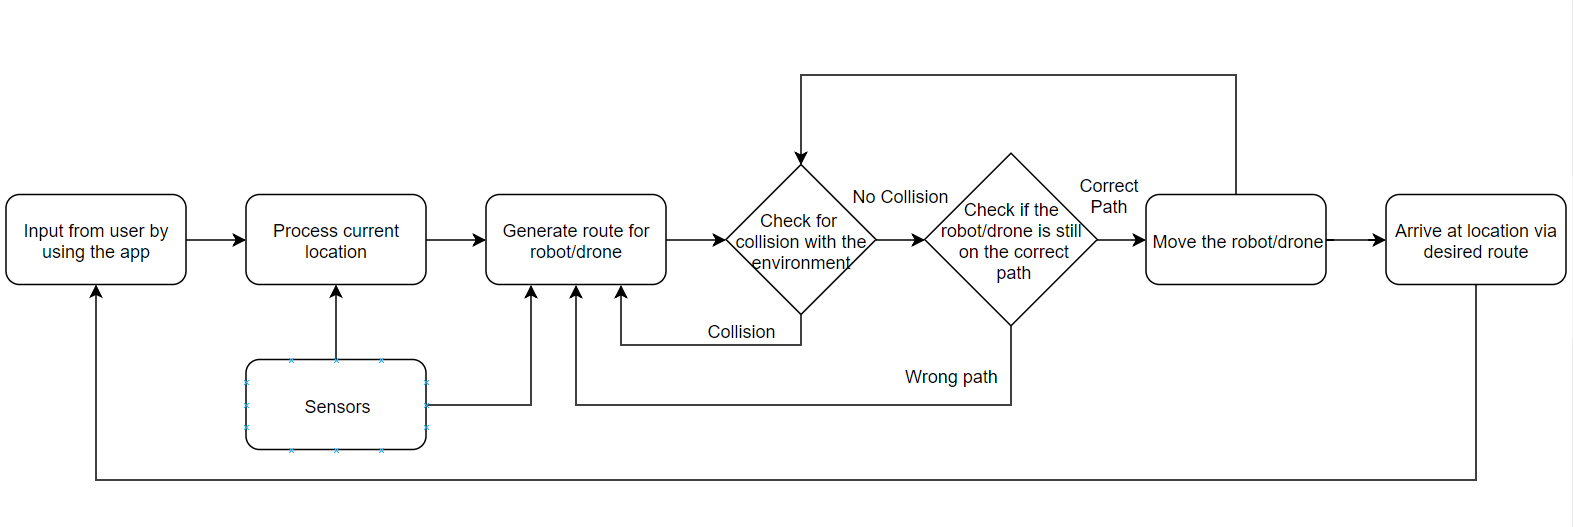 Input from user by
using the app
Process current
location
Generate route for
robot/drone
Check for
collision with the
environment
No Collision
Collision
Check if the
robot/drone is still
on the correct
path
Correct
Path
Wrong path
Move the robot/drone
Arrive at location via
desired route
Sensors